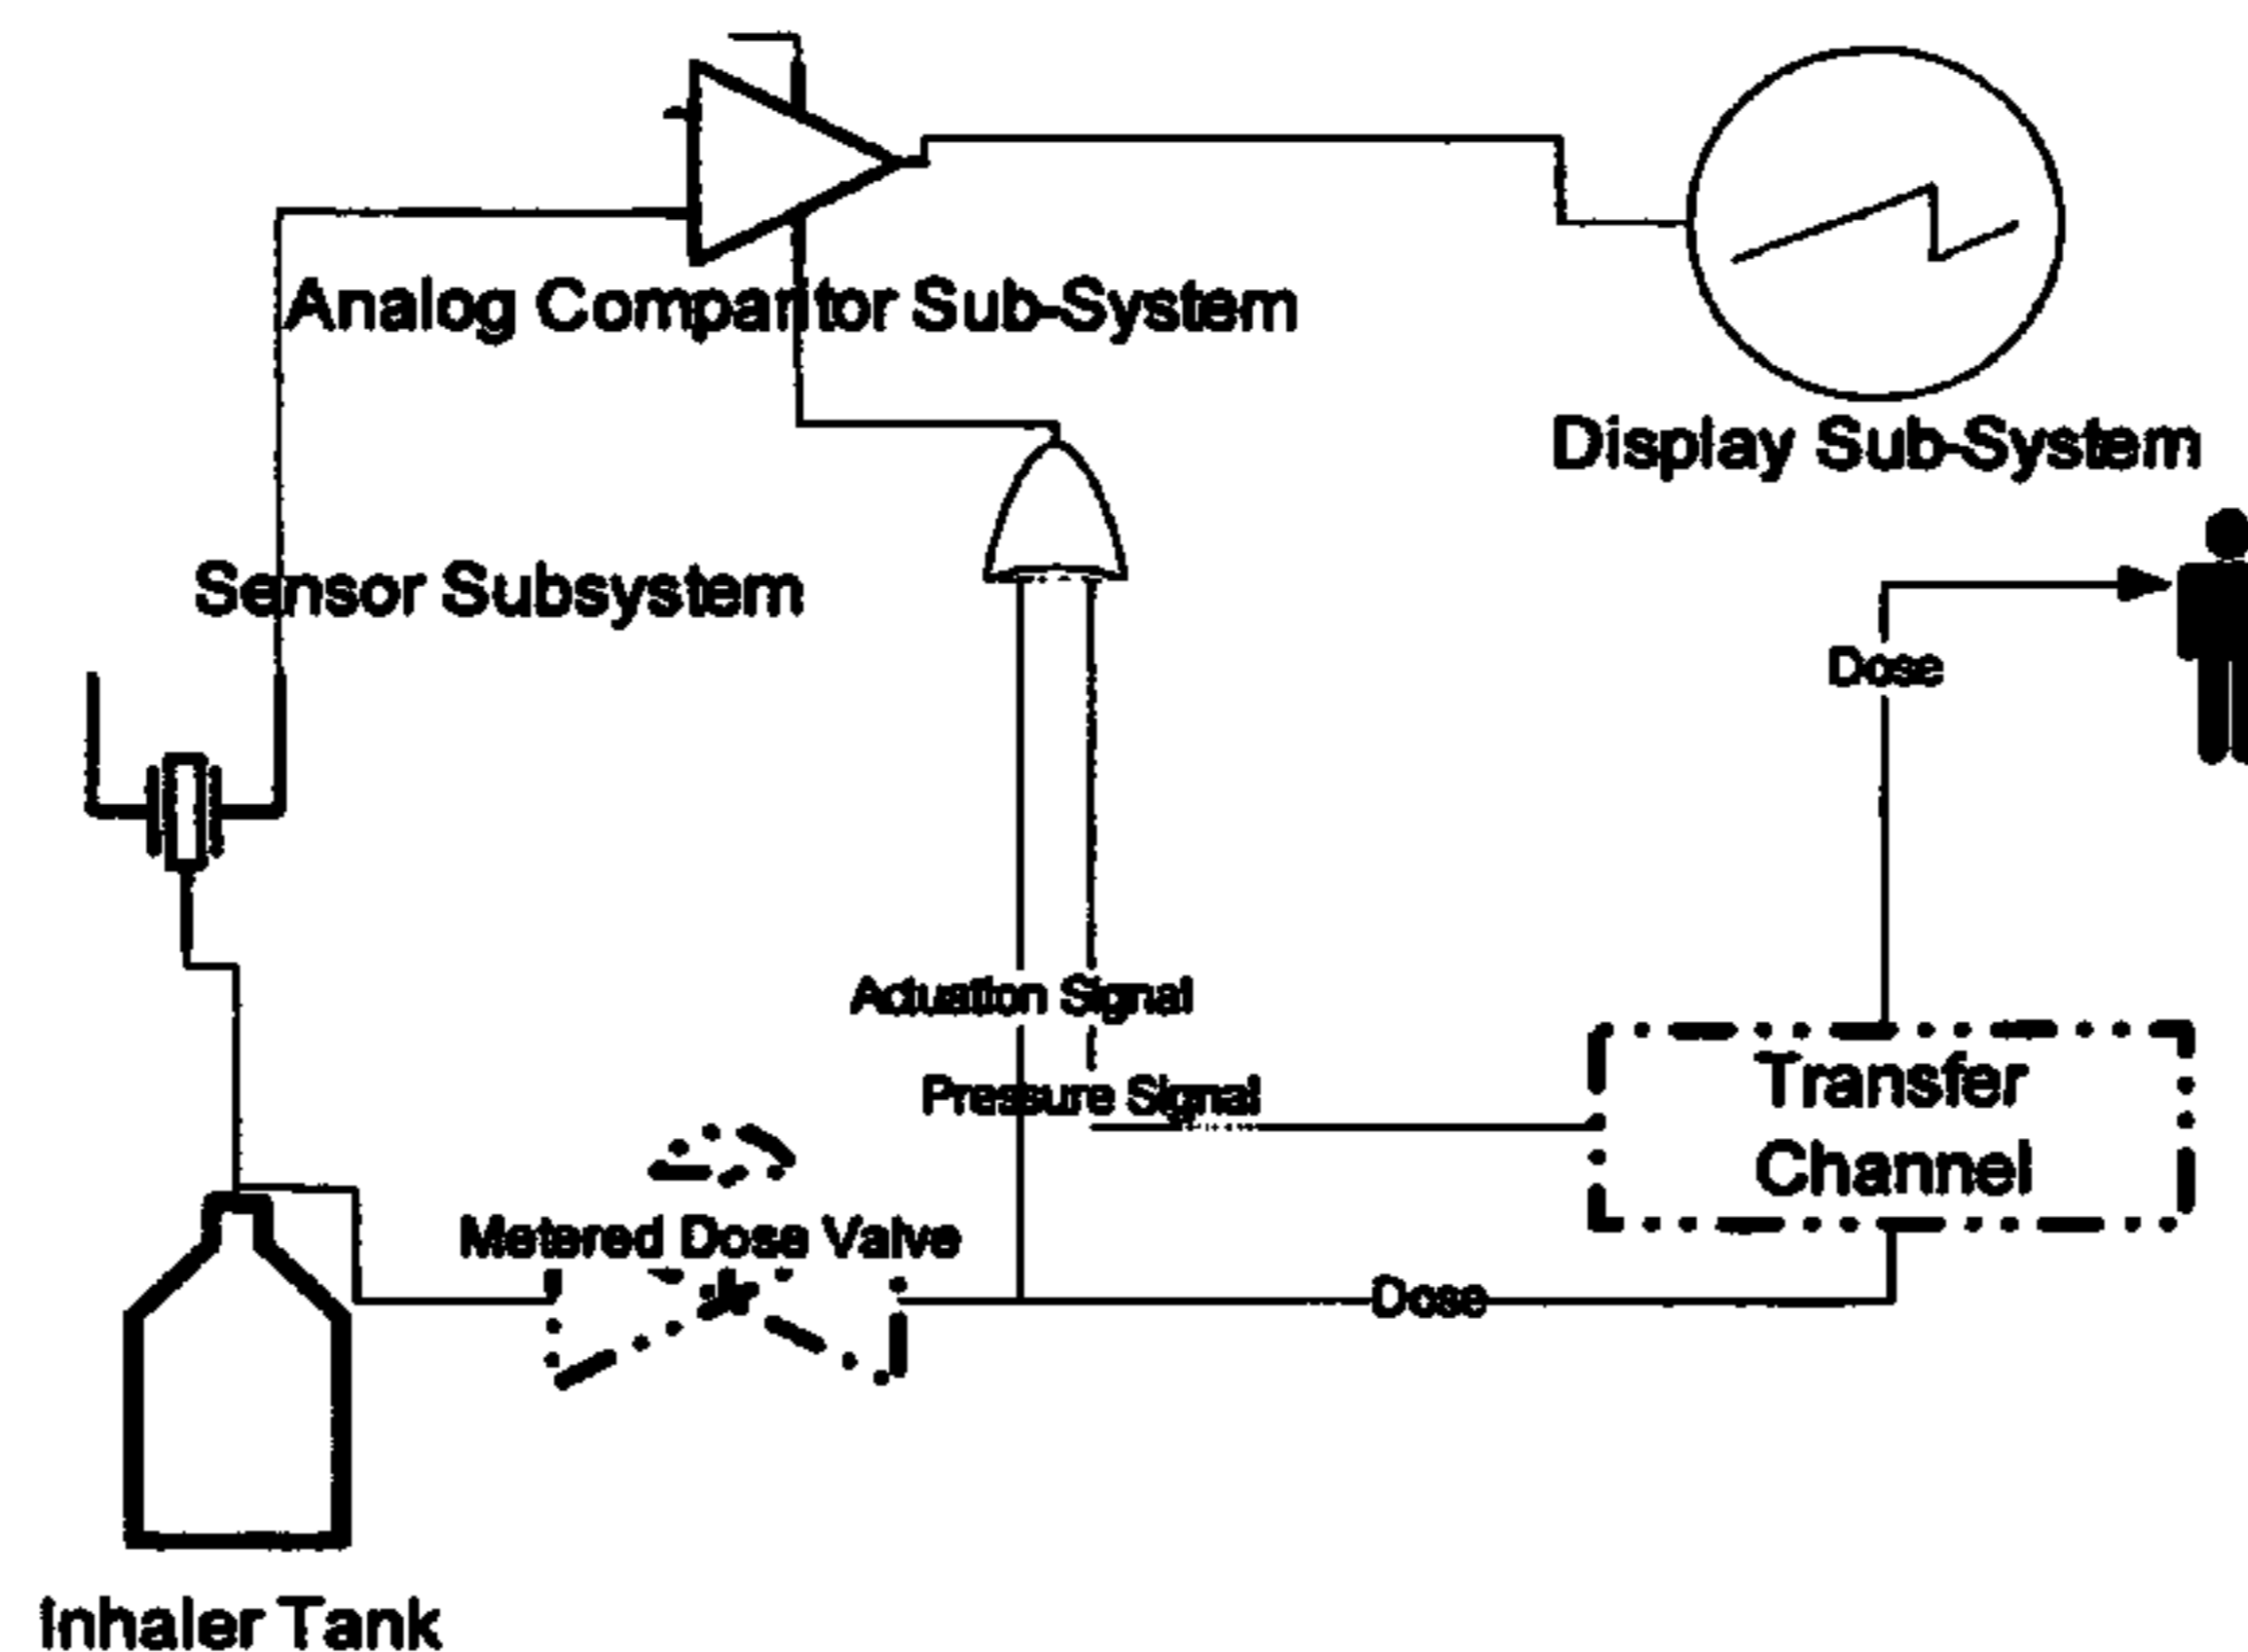 Analog Comparitor Sub-System
Display Sub-System
Sensor Subsystem
Dose
Actuation Signal
Pressure Signal
Transfer
Channel
Metered Dose Valve
Dose
Inhaler Tank